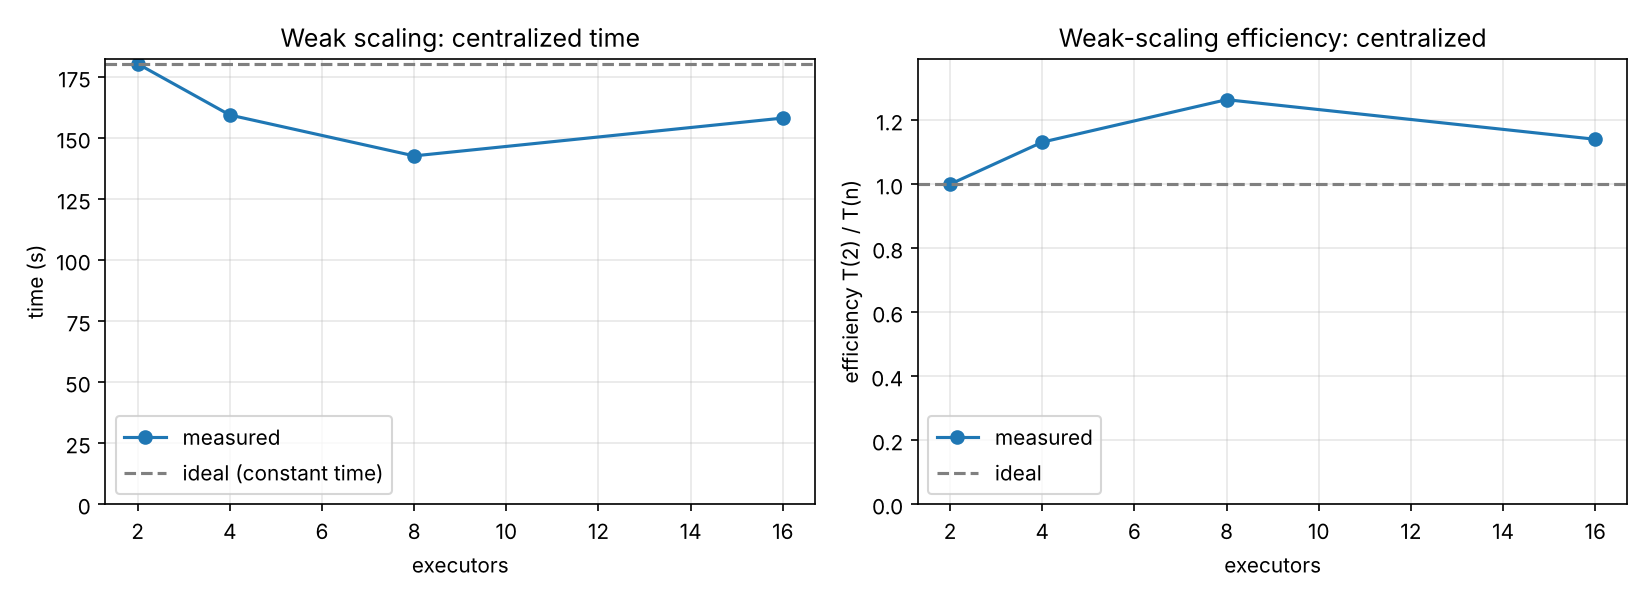 Weak scaling: centralized time
time (s)
175
150
125
100
75
50
25
0
measured
ideal (constant time)
2 4 6 8 10 12 14 16
executors
Weak-scaling efficiency: centralized
efficiency T(2) / T(n)
1.2
1.0
0.8
0.6
0.4
0.2
0.0
measured
ideal
2 4 6 8 10 12 14 16
executors